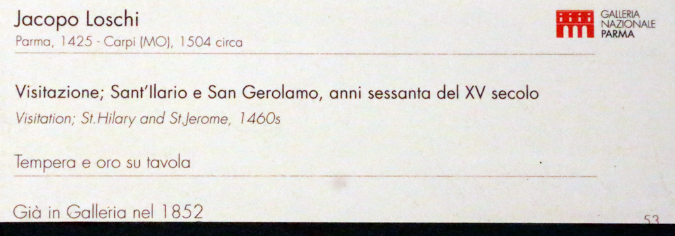 Jacopo Loschi
Parma, 1425 - Carpi (MO), 1504 circa
GALLERIA
NAZIONALE
PARMA
Visitazione; Sant'Ilario e San Gerolamo, anni sessanta del XV secolo
Visitation; St.Hilary and St.Jerome, 1460s
Tempera e oro su tavola
Già in Galleria nel 1852
53